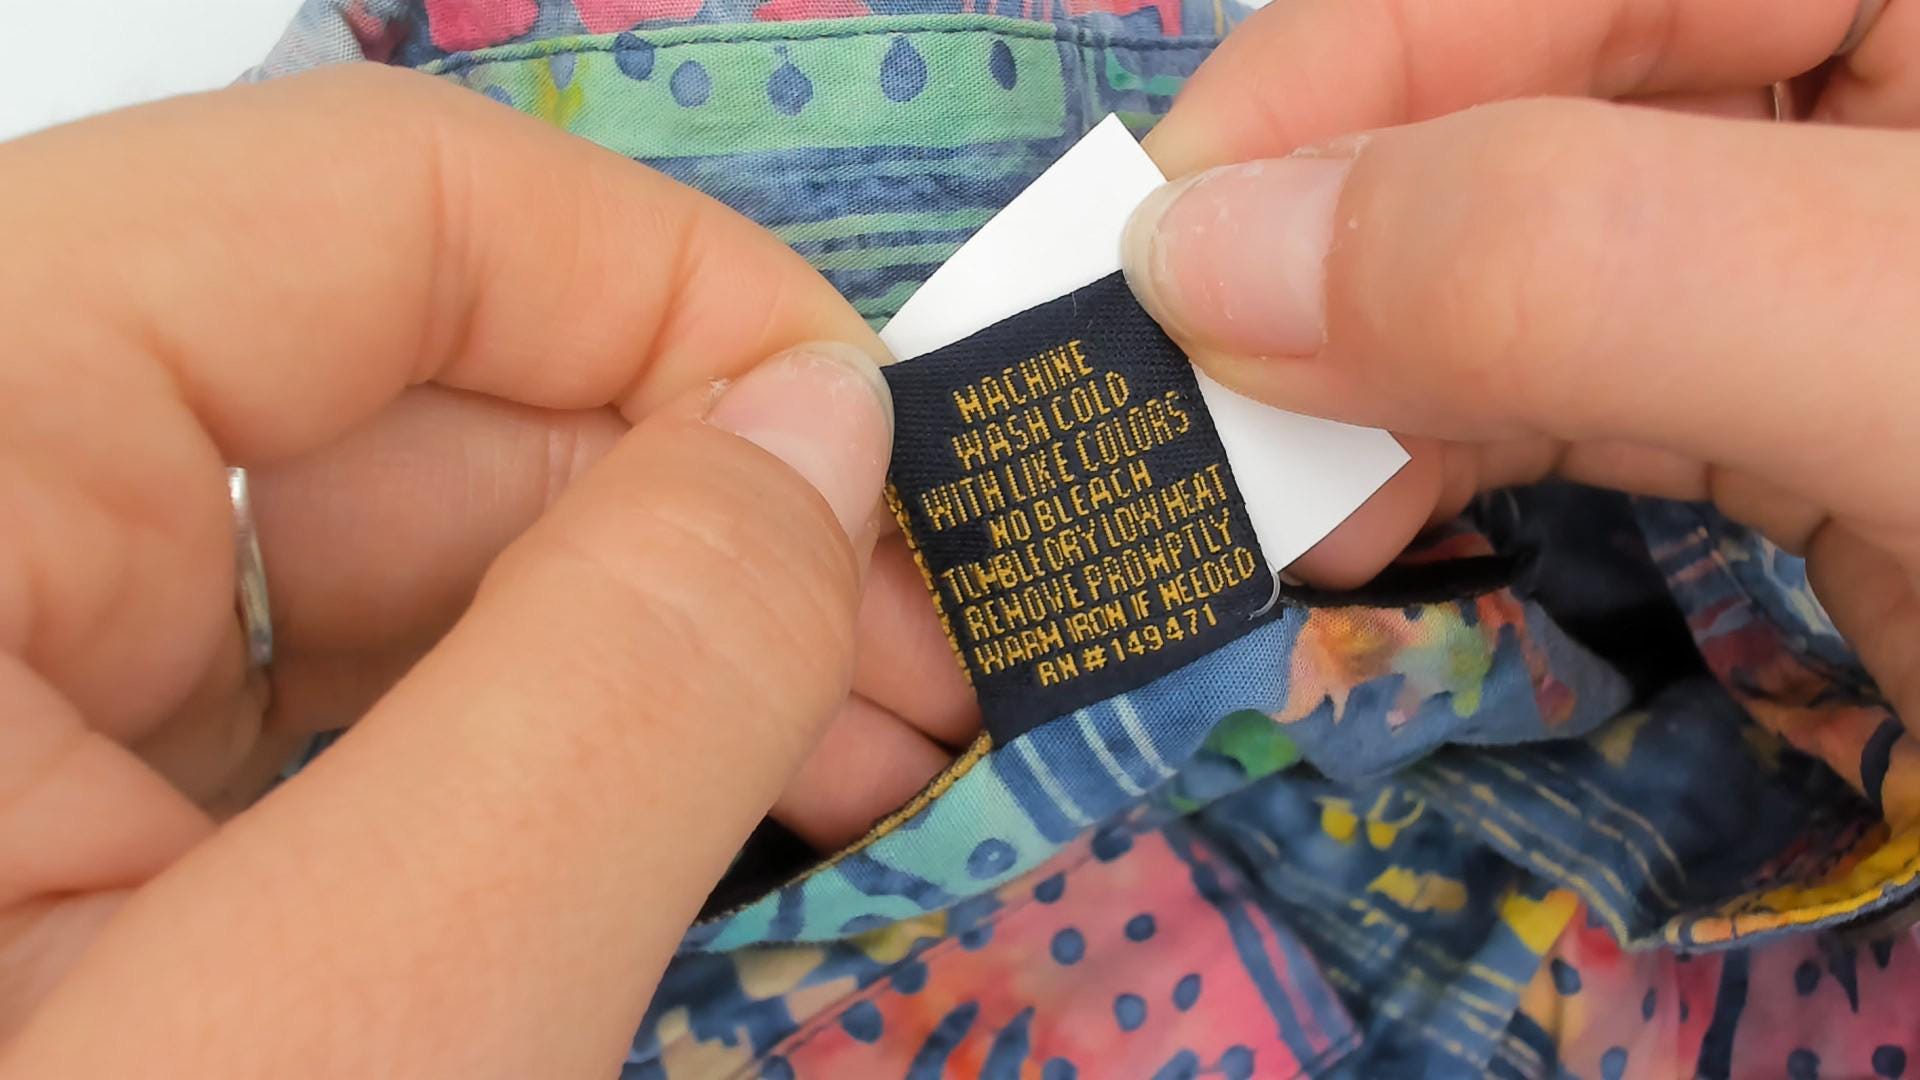 MACHINE
WASH COLD
WITH LIKE COLORS
NO BLEACH
TUMBLE DRY LOW HEAT
REMOVE PROMPTLY
WARM IRON IF NEEDED
RN # 149471